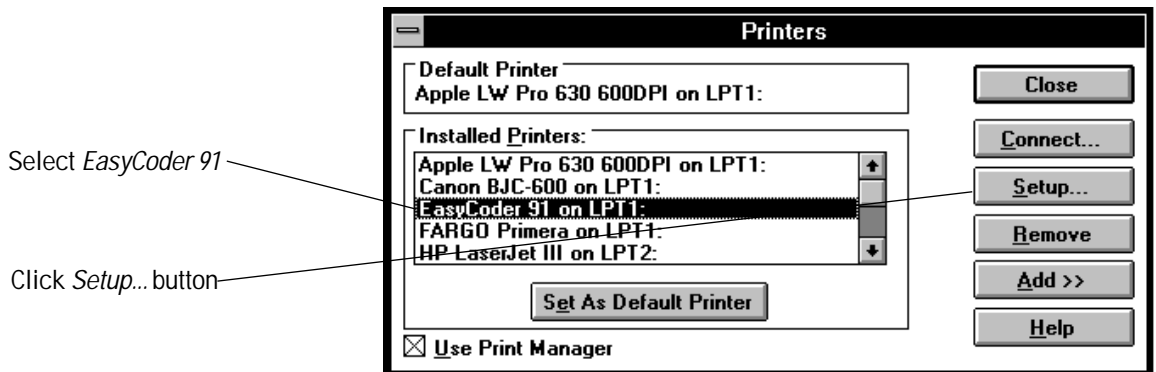 Printers
Default Printer
Apple LW Pro 630 600DPI on LPT1:
Close
Installed Printers:
Connect...
Select EasyCoder 91
Apple LW Pro 630 600DPI on LPT1:
Canon BJC-600 on LPT1:
Setup...
EasyCoder 91 on LPT1:
FARGO Primera on LPT1:
Remove
HP LaserJet III on LPT2:
Click Setup... button
Add >>
Set As Default Printer
Help
Use Print Manager